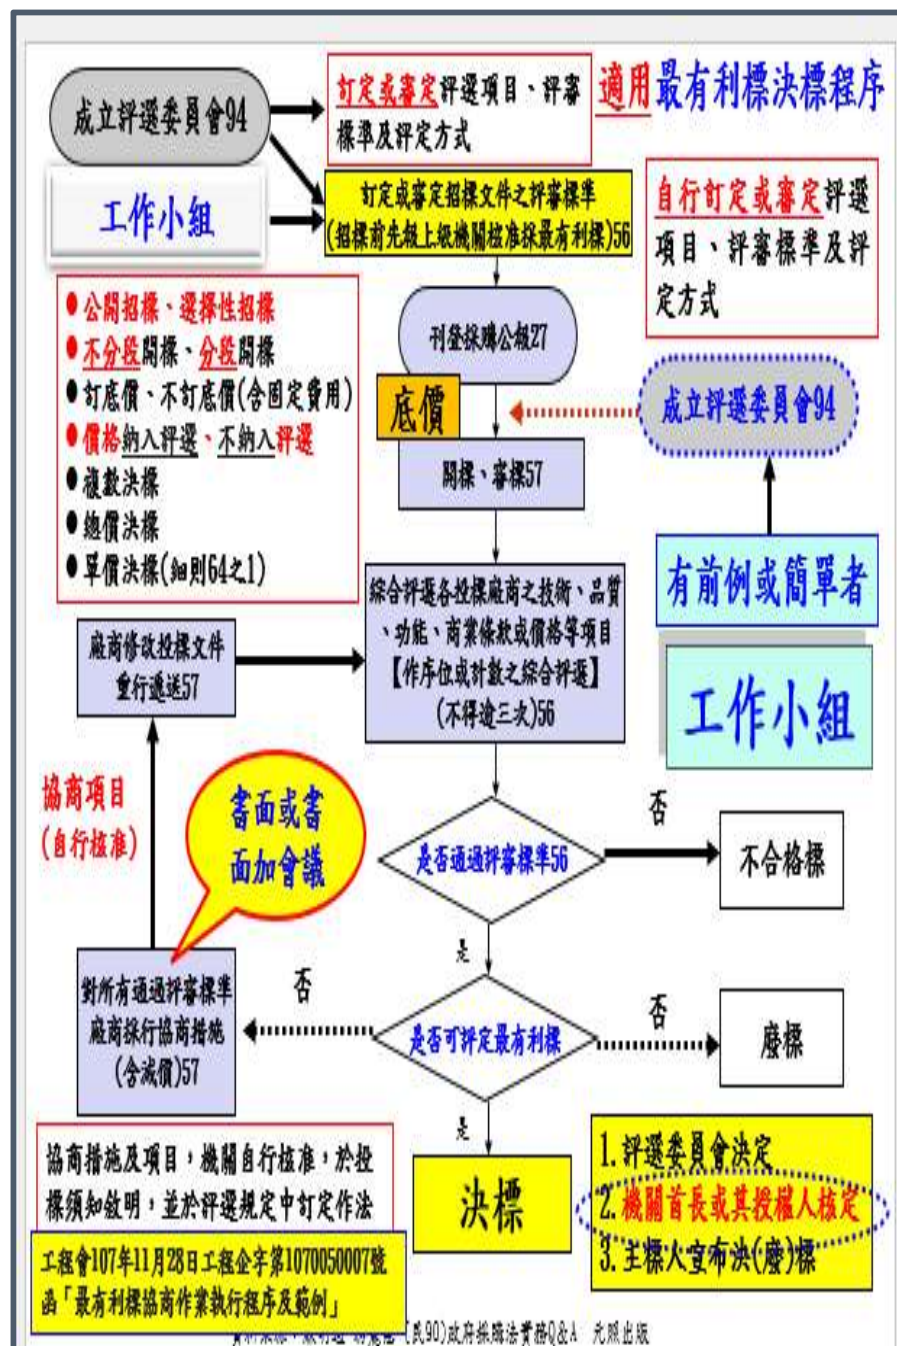 適用最有利標決標程序
成立評選委員會94
訂定或審定評選項目、評審
標準及評定方式
工作小組
訂定或審定招標文件之評審標準
(招標前先報上級機關核准採最有利標)56
自行訂定或審定評選
項目、評審標準及評
定方式
●公開招標、選擇性招標
●不分段開標、分段開標
●訂底價、不訂底價(含固定費用)
●價格納入評選、不納入評選
●複數決標
●總價決標
●單價決標(細則64之1)
刊登採購公報27
底價
成立評選委員會94
開標、審標57
有前例或簡單者
工作小組
綜合評選各投標廠商之技術、品質
、功能、商業條款或價格等項目
【作序位或計數之綜合評選】
(不得逾三次)56
廠商修改投標文件
重行遞送57
協商項目
(自行核准)
書面或書
面加會議
是否通過評審標準56
否
不合格標
是
對所有通過評審標準
廠商採行協商措施
(含減價)57
否
是否可評定最有利標
否
廢標
是
決標
1.評選委員會決定
2.機關首長或其授權人核定
3.主標人宣布決(廢)標
協商措施及項目，機關自行核准，於投
標須知敘明，並於評選規定中訂定作法
工程會107年11月28日工程企字第1070050007號
函「最有利標協商作業執行程序及範例」
(民90)政府採購法實務Q&A 元照出版